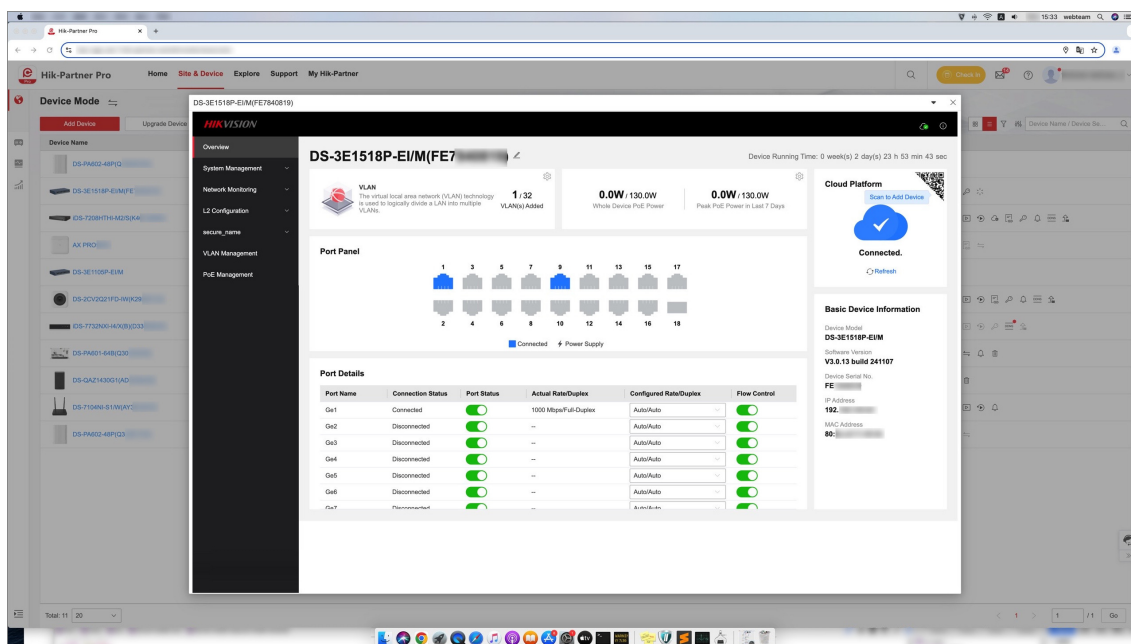 15:33 webteam
Hik-Partner Pro
Hik-Partner Pro Home Site & Device Explore Support My Hik-Partner Check in
Device Mode
Add Device Upgrade Device Device Name / Device Se...
Device Name
DS-PA602-48P(Q
DS-3E1518P-EI/M(FE
iDS-7208HTHI-M2/S(K4
AX PRO
DS-3E1105P-EI/M
DS-2CV2Q21FD-IW(K29
iDS-7732NXI-I4/X(B)(D33
DS-PA601-64B(Q30
DS-QAZ1430G1(AD
DS-7104NI-S1/W(AY
DS-PA602-48P(Q3
Total: 11 20 < 1 > 1 / 1 Go
DS-3E1518P-EI/M(FE7840819)
HIKVISION
Overview
System Management
Network Monitoring
L2 Configuration
secure_name
VLAN Management
PoE Management
DS-3E1518P-EI/M(FE7
Device Running Time: 0 week(s) 2 day(s) 23 h 53 min 43 sec
VLAN
The virtual local area network (VLAN) technology
is used to logically divide a LAN into multiple
VLANs.
1 / 32
VLAN(s) Added
0.0W / 130.0W
Whole Device PoE Power
0.0W / 130.0W
Peak PoE Power in Last 7 Days
Port Panel
1 3 5 7 9 11 13 15 17
2 4 6 8 10 12 14 16 18
Connected Power Supply
Port Details
Port Name Connection Status Port Status Actual Rate/Duplex Configured Rate/Duplex Flow Control
Ge1 Connected 1000 Mbps/Full-Duplex Auto/Auto
Ge2 Disconnected -- Auto/Auto
Ge3 Disconnected -- Auto/Auto
Ge4 Disconnected -- Auto/Auto
Ge5 Disconnected -- Auto/Auto
Ge6 Disconnected -- Auto/Auto
Ge7 Disconnected -- Auto/Auto
Cloud Platform
Scan to Add Device
Connected.
Refresh
Basic Device Information
Device Model
DS-3E1518P-EI/M
Software Version
V3.0.13 build 241107
Device Serial No.
FE
IP Address
192.
MAC Address
80: